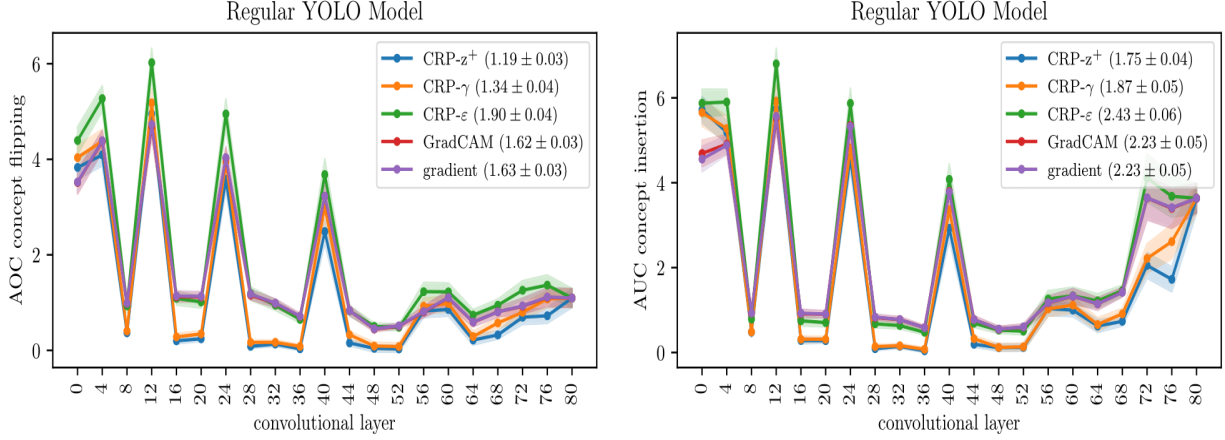 Regular YOLO Model
AOC concept flipping
6
4
2
0
CRP-z⁺ (1.19 ± 0.03)
CRP-γ (1.34 ± 0.04)
CRP-ε (1.90 ± 0.04)
GradCAM (1.62 ± 0.03)
gradient (1.63 ± 0.03)
0 4 8 12 16 20 24 28 32 36 40 44 48 52 56 60 64 68 72 76 80
convolutional layer
Regular YOLO Model
AUC concept insertion
6
4
2
0
CRP-z⁺ (1.75 ± 0.04)
CRP-γ (1.87 ± 0.05)
CRP-ε (2.43 ± 0.06)
GradCAM (2.23 ± 0.05)
gradient (2.23 ± 0.05)
0 4 8 12 16 20 24 28 32 36 40 44 48 52 56 60 64 68 72 76 80
convolutional layer